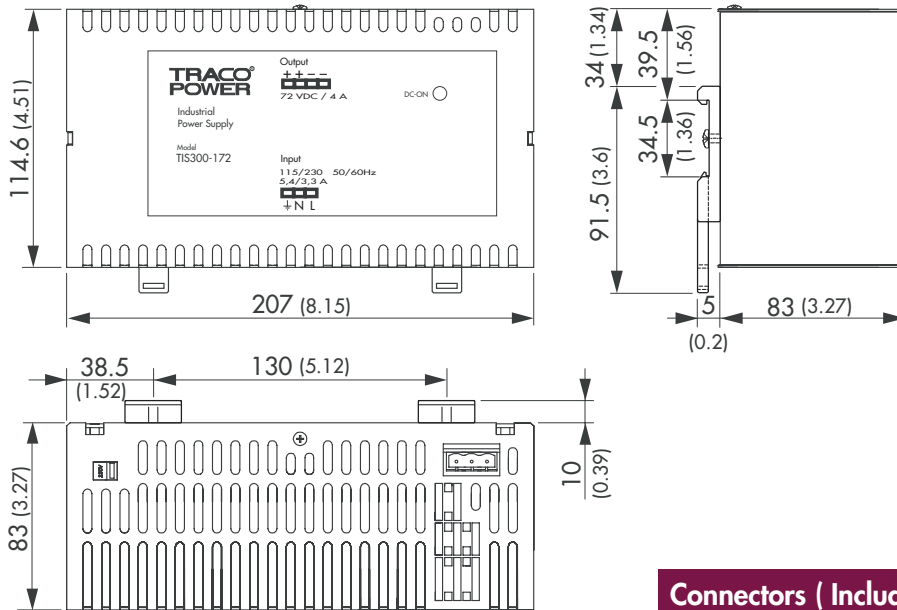 TRACO®
POWER
Industrial
Power Supply
Model
TIS300-172
Output
++--
72 VDC / 4 A
DC-ON
Input
115/230 50/60Hz
5,4/3,3 A
⏚ N L
114.6 (4.51)
207 (8.15)
34 (1.34)
39.5
(1.56)
34.5
(1.36)
91.5 (3.6)
5
(0.2)
83 (3.27)
38.5
(1.52)
130 (5.12)
10
(0.39)
83 (3.27)
Connectors ( Includ